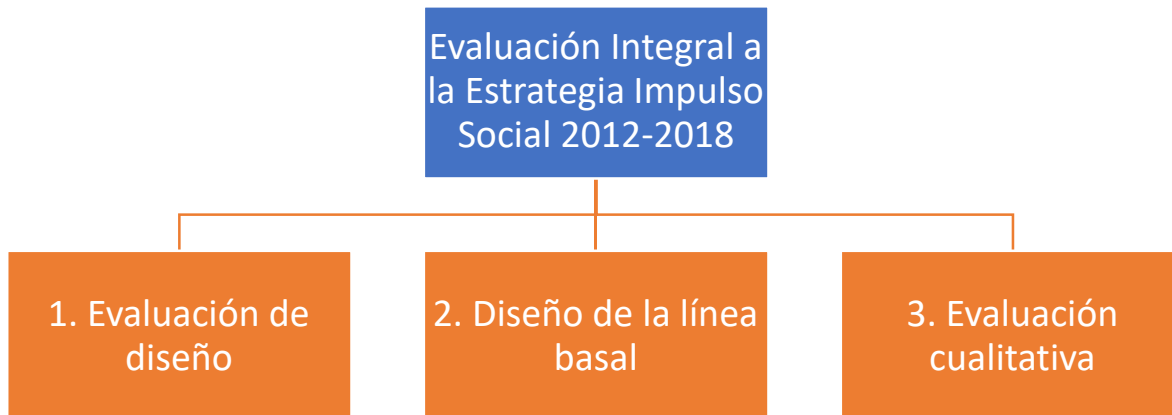 Evaluación Integral a
la Estrategia Impulso
Social 2012-2018
1. Evaluación de
diseño
2. Diseño de la línea
basal
3. Evaluación
cualitativa